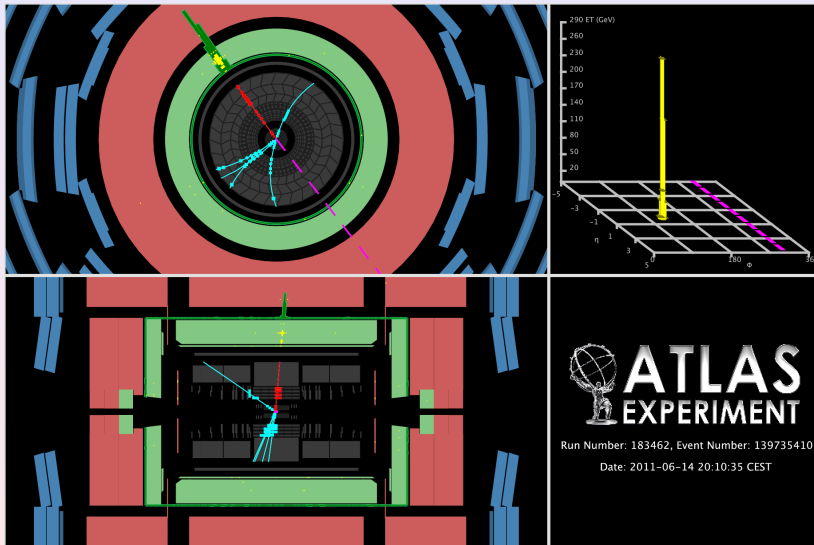 290 ET (GeV)
260
230
200
170
140
110
80
50
20
-5
-3
-1
1
3
5
η
0
180
36
Φ
ATLAS
EXPERIMENT
Run Number: 183462, Event Number: 139735410
Date: 2011-06-14 20:10:35 CEST